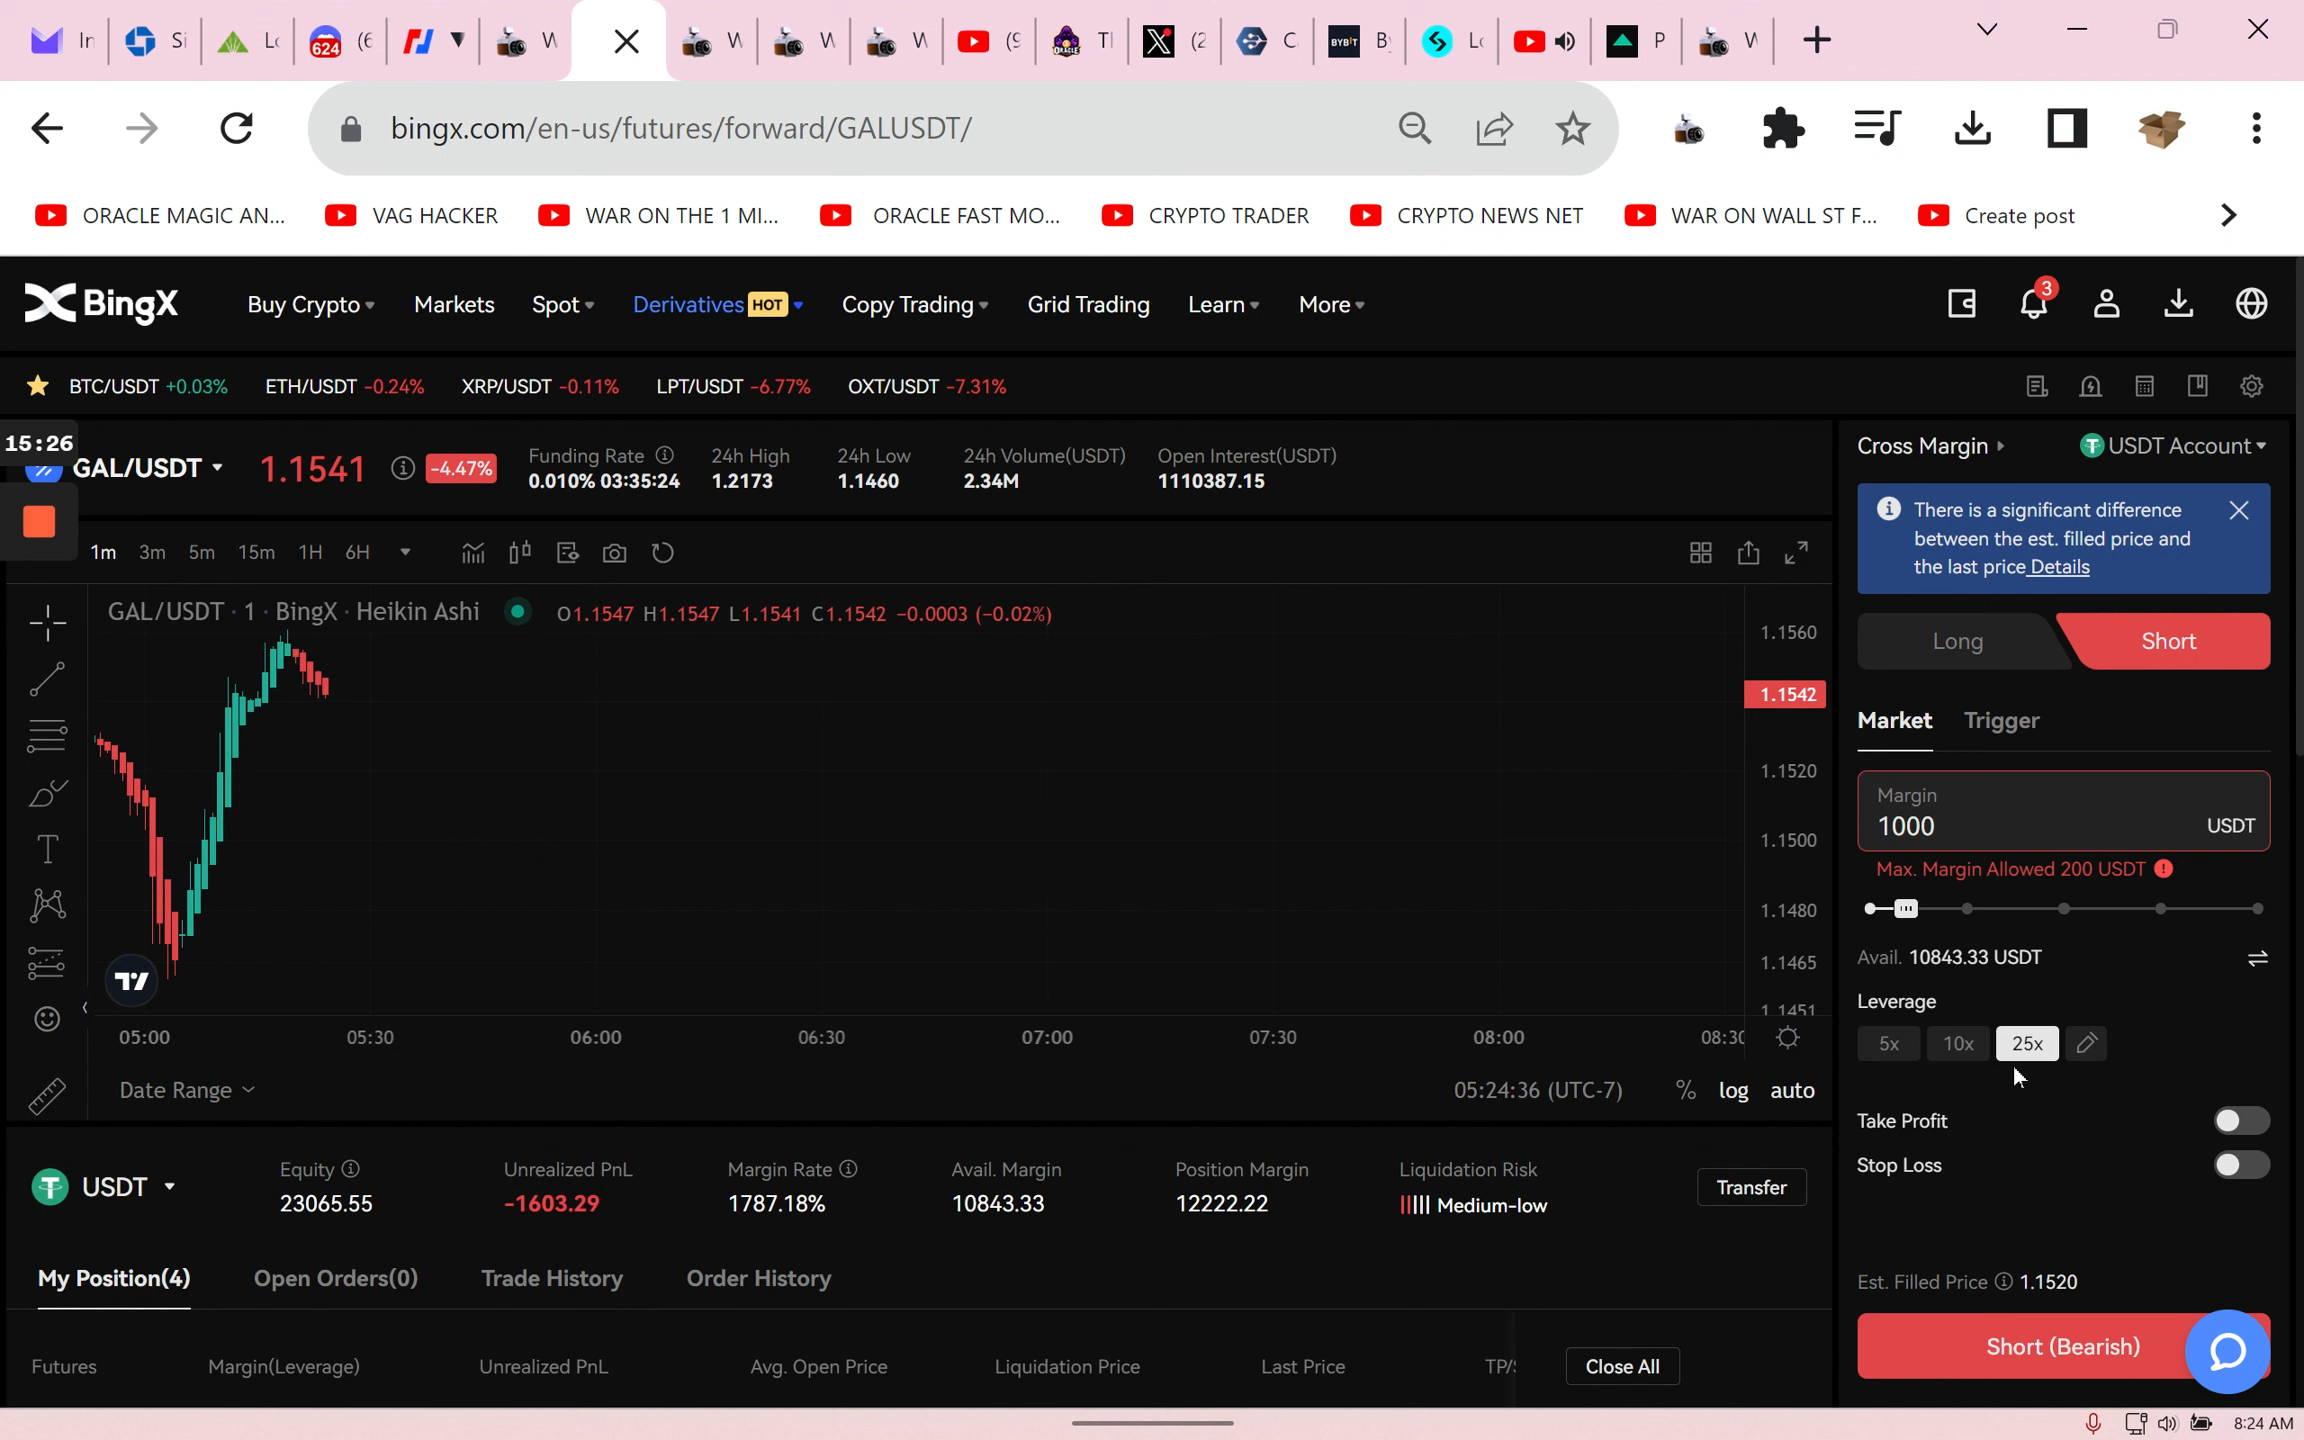 In
Si
Lo
624 (6
W
W
W
W
(9
Tl
(2
C
BYBIT B
Lo
P
W
bingx.com/en-us/futures/forward/GALUSDT/
ORACLE MAGIC AN... VAG HACKER WAR ON THE 1 MI... ORACLE FAST MO... CRYPTO TRADER CRYPTO NEWS NET WAR ON WALL ST F... Create post
BingX Buy Crypto Markets Spot Derivatives HOT Copy Trading Grid Trading Learn More 3
BTC/USDT +0.03% ETH/USDT -0.24% XRP/USDT -0.11% LPT/USDT -6.77% OXT/USDT -7.31%
15:26
GAL/USDT 1.1541 -4.47%
Funding Rate 24h High 24h Low 24h Volume(USDT) Open Interest(USDT)
0.010% 03:35:24 1.2173 1.1460 2.34M 1110387.15
1m 3m 5m 15m 1H 6H
GAL/USDT · 1 · BingX · Heikin Ashi O1.1547 H1.1547 L1.1541 C1.1542 -0.0003 (-0.02%)
1.1560
1.1542
1.1520
1.1500
1.1480
1.1465
1.1451
05:00 05:30 06:00 06:30 07:00 07:30 08:00 08:30
Date Range 05:24:36 (UTC-7) % log auto
Cross Margin USDT Account
There is a significant difference
between the est. filled price and
the last price Details
Long Short
Market Trigger
Margin
1000 USDT
Max. Margin Allowed 200 USDT
Avail. 10843.33 USDT
Leverage
5x 10x 25x
Take Profit
Stop Loss
Est. Filled Price 1.1520
Short (Bearish)
USDT
Equity Unrealized PnL Margin Rate Avail. Margin Position Margin Liquidation Risk
23065.55 -1603.29 1787.18% 10843.33 12222.22 Medium-low
Transfer
My Position(4) Open Orders(0) Trade History Order History
Futures Margin(Leverage) Unrealized PnL Avg. Open Price Liquidation Price Last Price TP/S Close All
8:24 AM